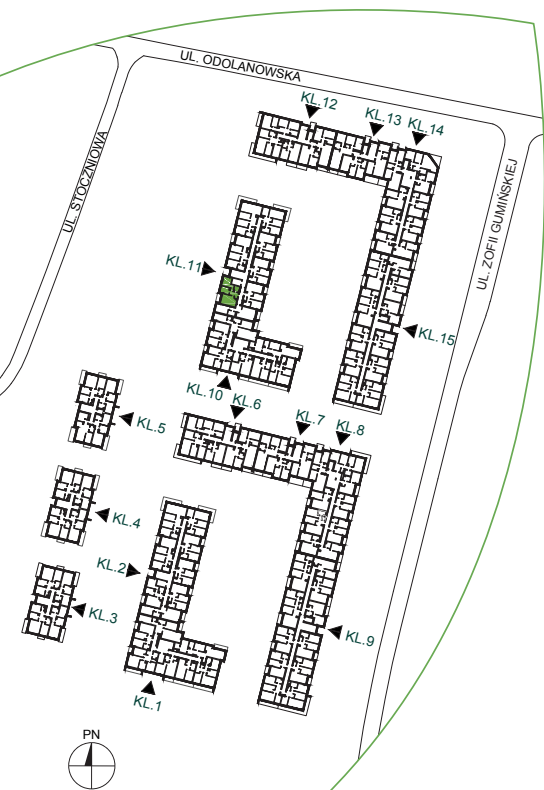 UL. ODOLANOWSKA
KL.12
KL.13
KL.14
UL. STOCZNIOWA
UL. ZOFII GUMIŃSKIEJ
KL.11
KL.15
KL.10
KL.6
KL.7
KL.8
KL.5
KL.4
KL.2
KL.3
KL.9
KL.1
PN